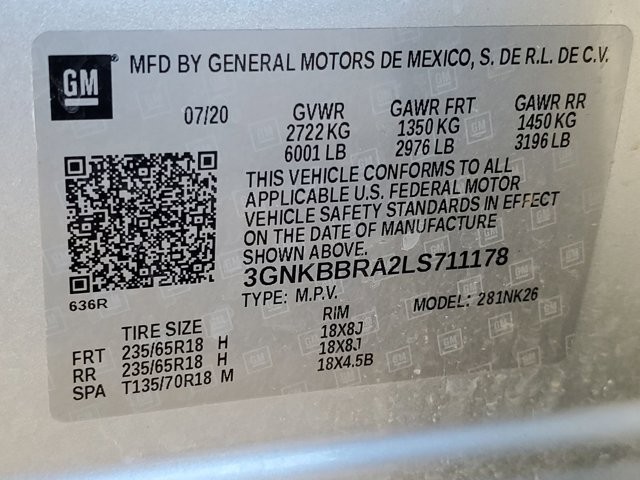 GM
MFD BY GENERAL MOTORS DE MEXICO, S. DE R.L. DE C.V.
07/20 GVWR GAWR FRT GAWR RR
2722 KG 1350 KG 1450 KG
6001 LB 2976 LB 3196 LB
THIS VEHICLE CONFORMS TO ALL
APPLICABLE U.S. FEDERAL MOTOR
VEHICLE SAFETY STANDARDS IN EFFECT
ON THE DATE OF MANUFACTURE
SHOWN ABOVE.
3GNKBBRA2LS711178
636R
TYPE: M.P.V. MODEL: 281NK26
TIRE SIZE RIM
FRT 235/65R18 H 18X8J
RR 235/65R18 H 18X8J
SPA T135/70R18 M 18X4.5B